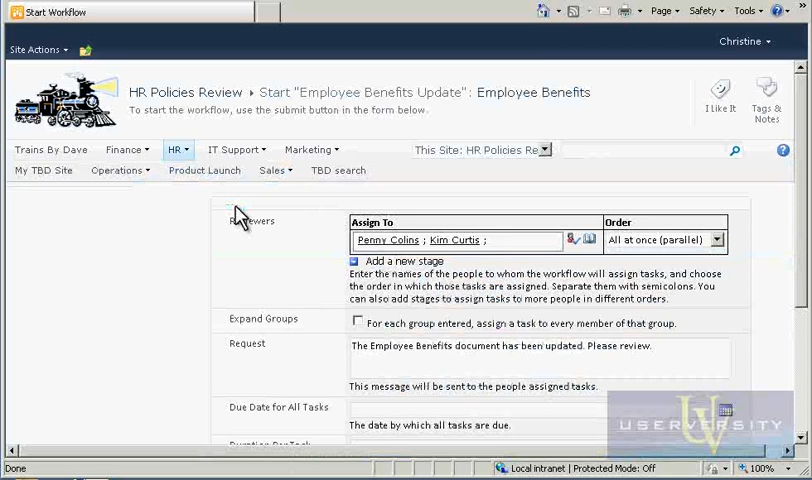 Start Workflow
Page Safety Tools
Site Actions
Christine
HR Policies Review Start "Employee Benefits Update": Employee Benefits
To start the workflow, use the submit button in the form below.
I Like It
Tags & Notes
Trains By Dave Finance HR IT Support Marketing This Site: HR Policies Re
My TBD Site Operations Product Launch Sales TBD search
Reviewers
Assign To Order
Penny Colins ; Kim Curtis ; All at once (parallel)
Add a new stage
Enter the names of the people to whom the workflow will assign tasks, and choose
the order in which those tasks are assigned. Separate them with semicolons. You
can also add stages to assign tasks to more people in different orders.
Expand Groups
For each group entered, assign a task to every member of that group.
Request
The Employee Benefits document has been updated. Please review.
This message will be sent to the people assigned tasks.
Due Date for All Tasks
The date by which all tasks are due.
USERVERSITY
Duration Per Task
Done Local intranet | Protected Mode: Off 100%